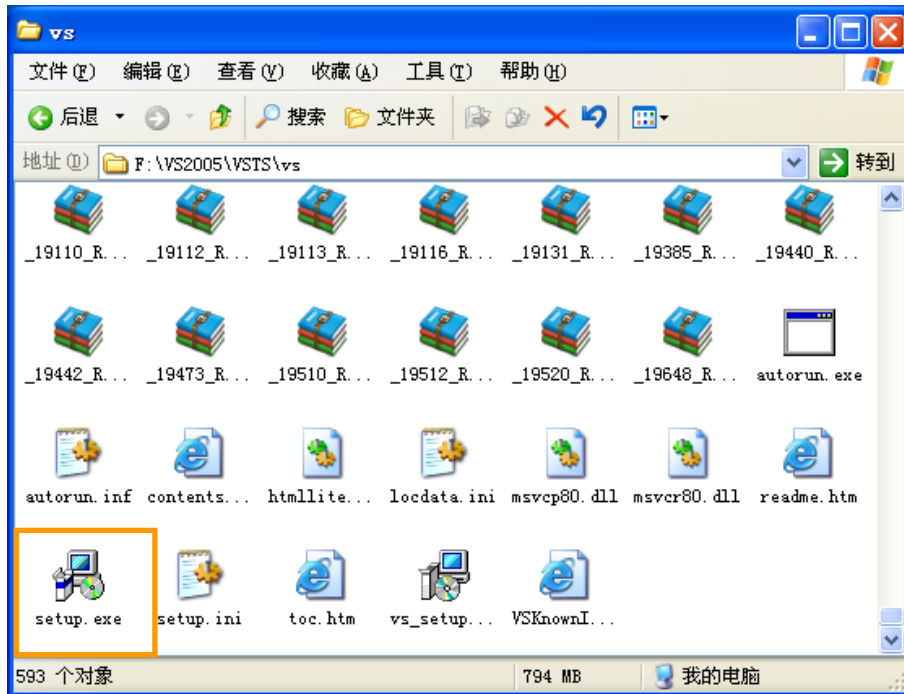 vs
文件(F) 编辑(E) 查看(V) 收藏(A) 工具(T) 帮助(H)
后退 搜索 文件夹
地址(D) F:\VS2005\VSTS\vs 转到
_19110_R... _19112_R... _19113_R... _19116_R... _19131_R... _19385_R... _19440_R...
_19442_R... _19473_R... _19510_R... _19512_R... _19520_R... _19648_R... autorun.exe
autorun.inf contents... htmllite... locdata.ini msvcp80.dll msvcr80.dll readme.htm
setup.exe setup.ini toc.htm vs_setup... VSKnownI...
593 个对象 794 MB 我的电脑